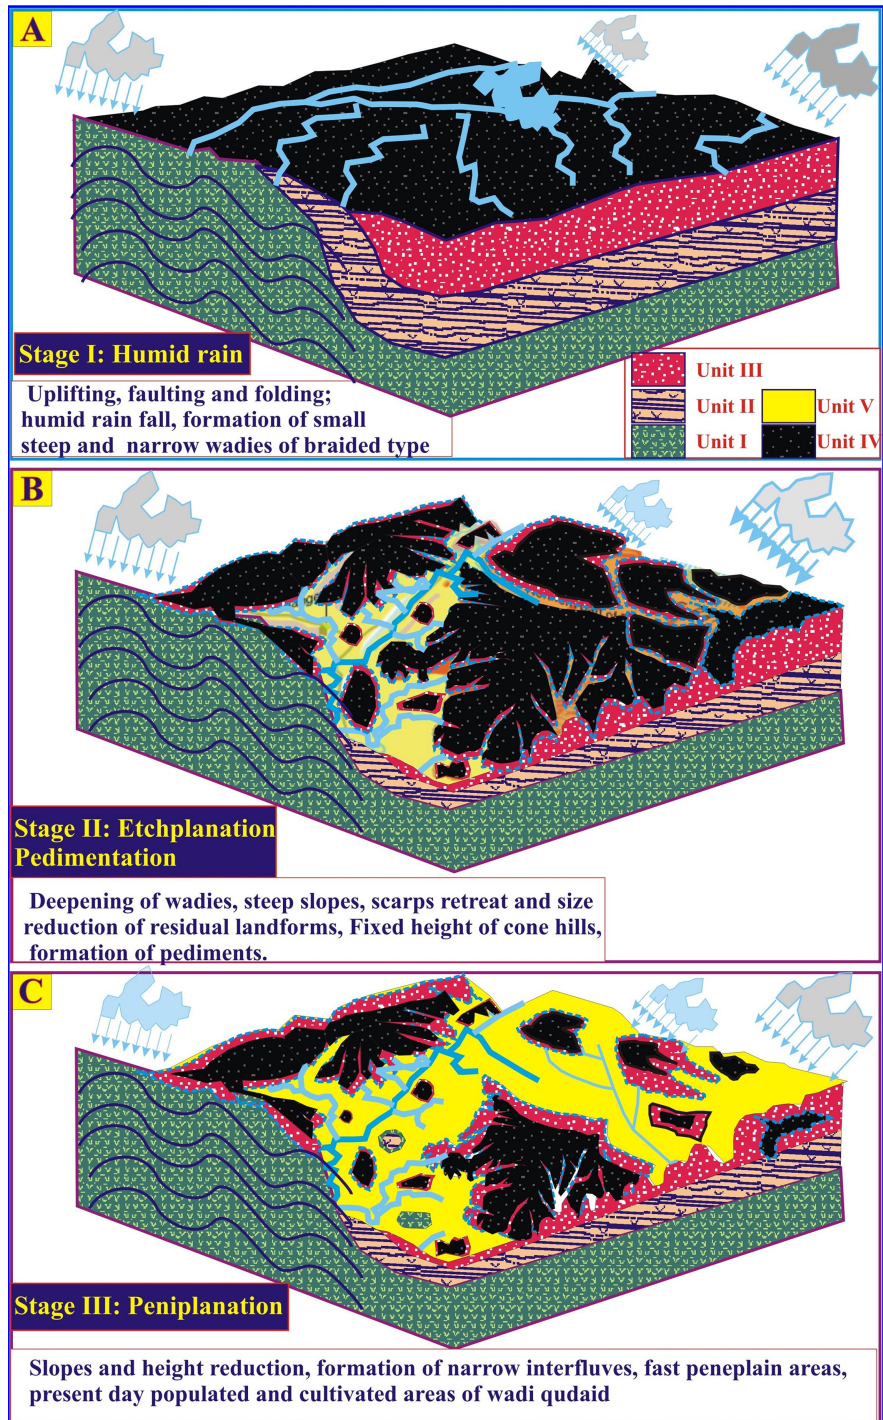 A
Stage I: Humid rain
Uplifting, faulting and folding;
humid rain fall, formation of small
steep and narrow wadies of braided type
Unit III
Unit II
Unit V
Unit I
Unit IV
B
Stage II: Etchplanation
Pedimentation
Deepening of wadies, steep slopes, scarps retreat and size
reduction of residual landforms, Fixed height of cone hills,
formation of pediments.
C
Stage III: Peniplanation
Slopes and height reduction, formation of narrow interfluves, fast peneplain areas,
present day populated and cultivated areas of wadi qudaid